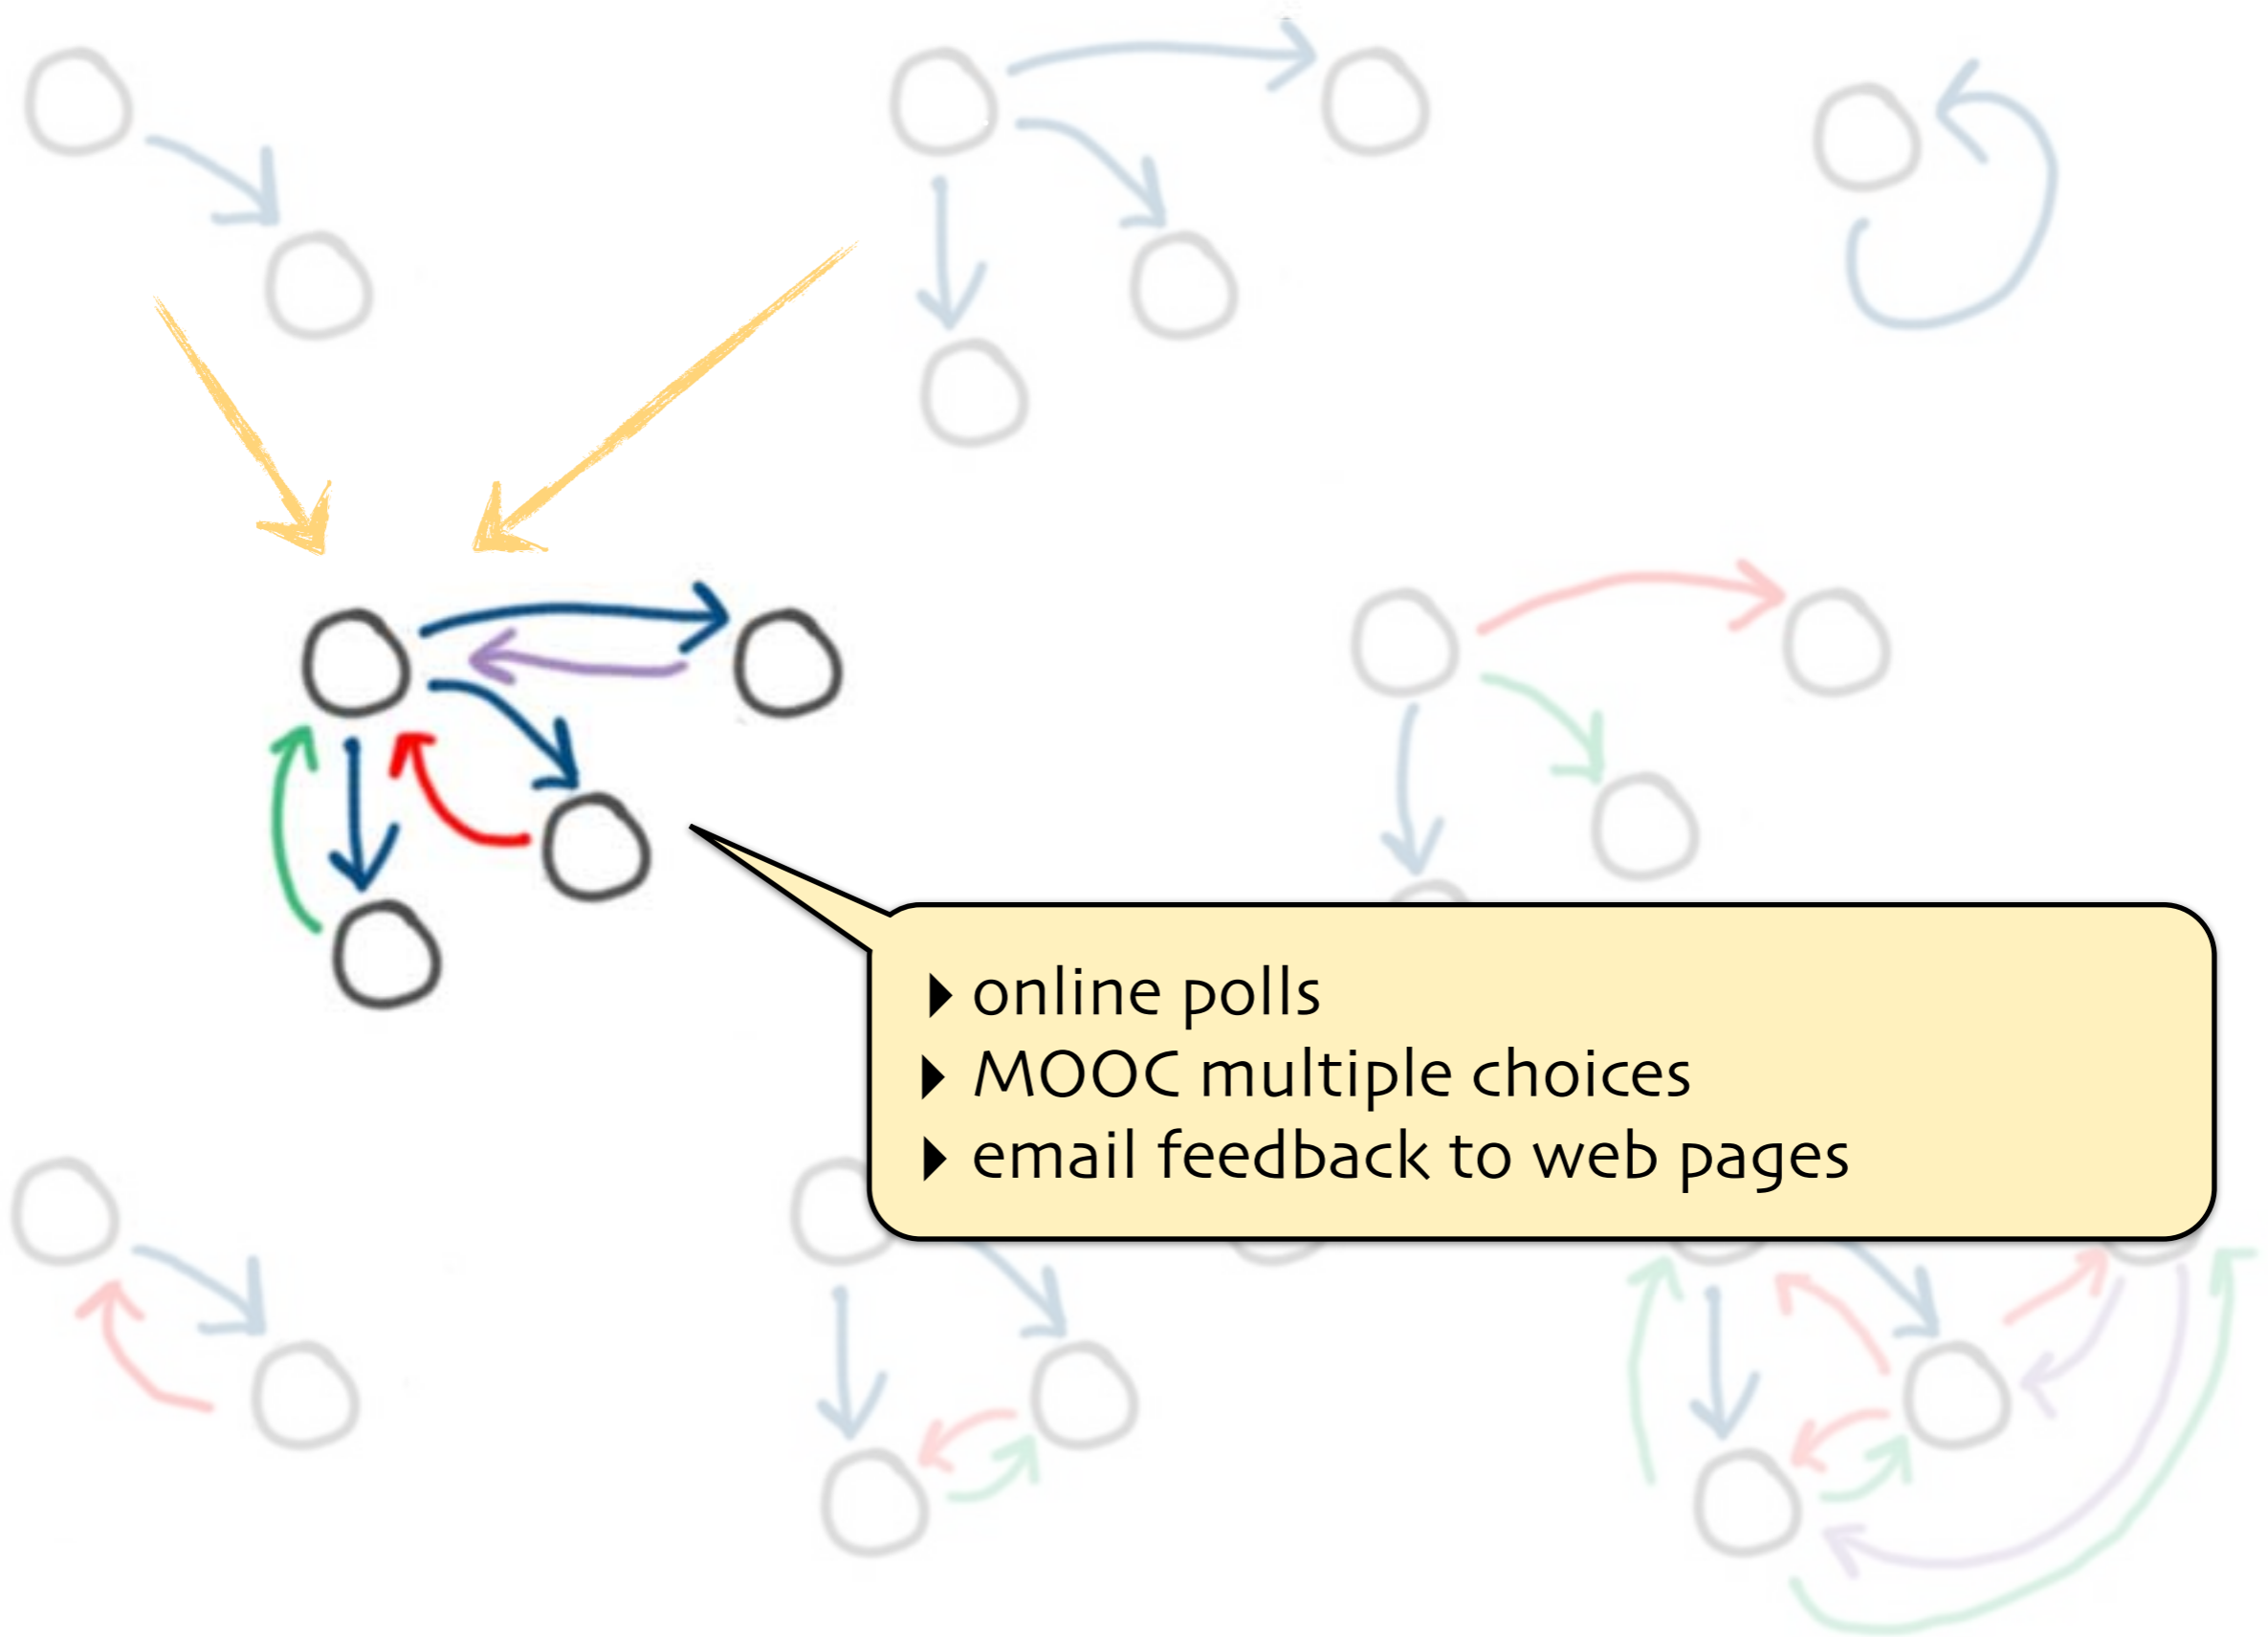 ▶ online polls
▶ MOOC multiple choices
▶ email feedback to web pages